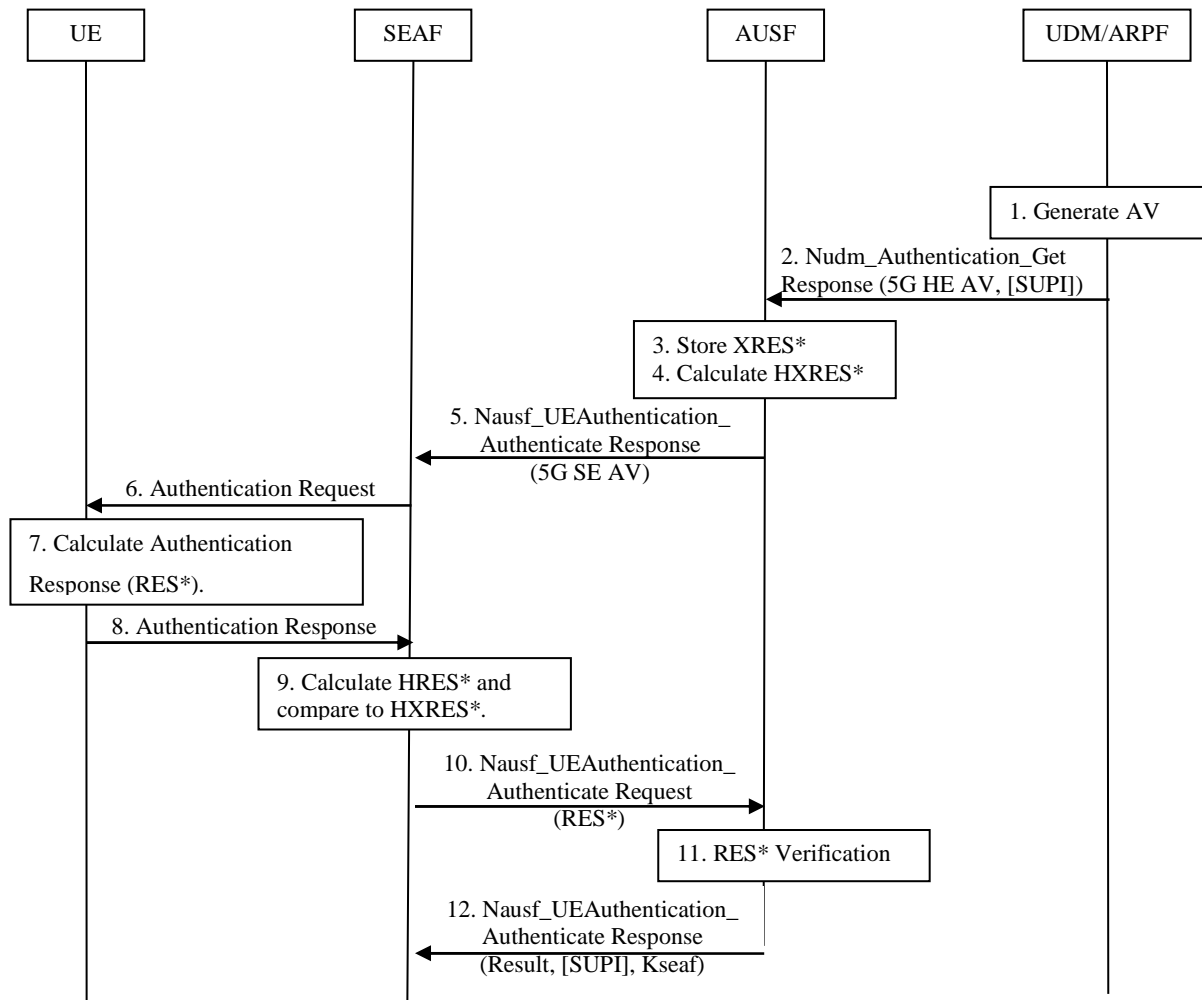 UE
SEAF
AUSF
UDM/ARPF
1. Generate AV
2. Nudm_Authentication_Get
Response (5G HE AV, [SUPI])
3. Store XRES*
4. Calculate HXRES*
5. Nausf_UEAuthentication_
Authenticate Response
(5G SE AV)
6. Authentication Request
7. Calculate Authentication
Response (RES*).
8. Authentication Response
9. Calculate HRES* and
compare to HXRES*.
10. Nausf_UEAuthentication_
Authenticate Request
(RES*)
11. RES* Verification
12. Nausf_UEAuthentication_
Authenticate Response
(Result, [SUPI], Kseaf)